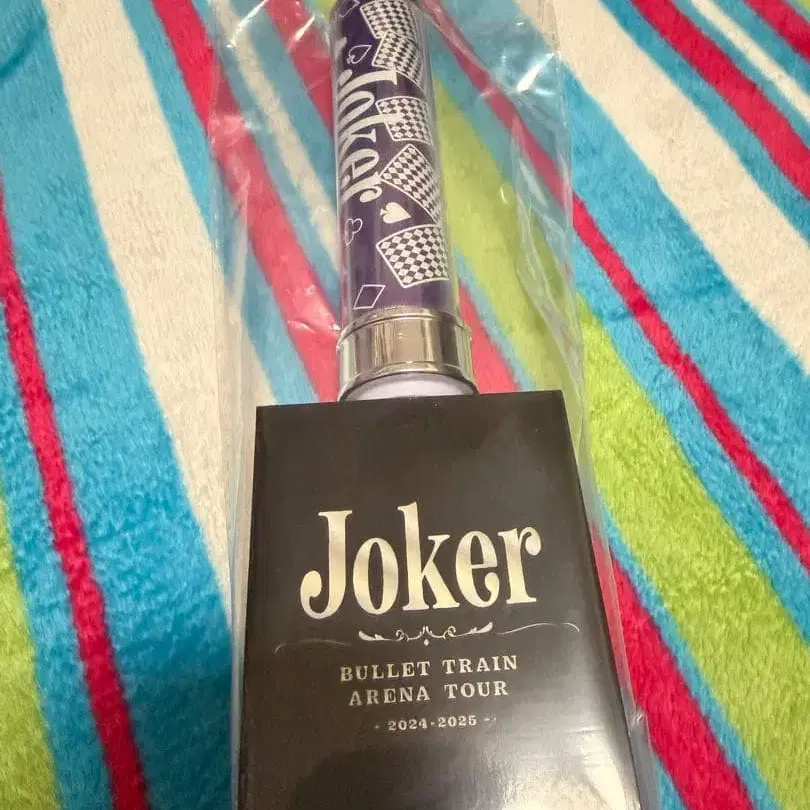 Joker
Joker
BULLET TRAIN
ARENA TOUR
- 2024-2025 -